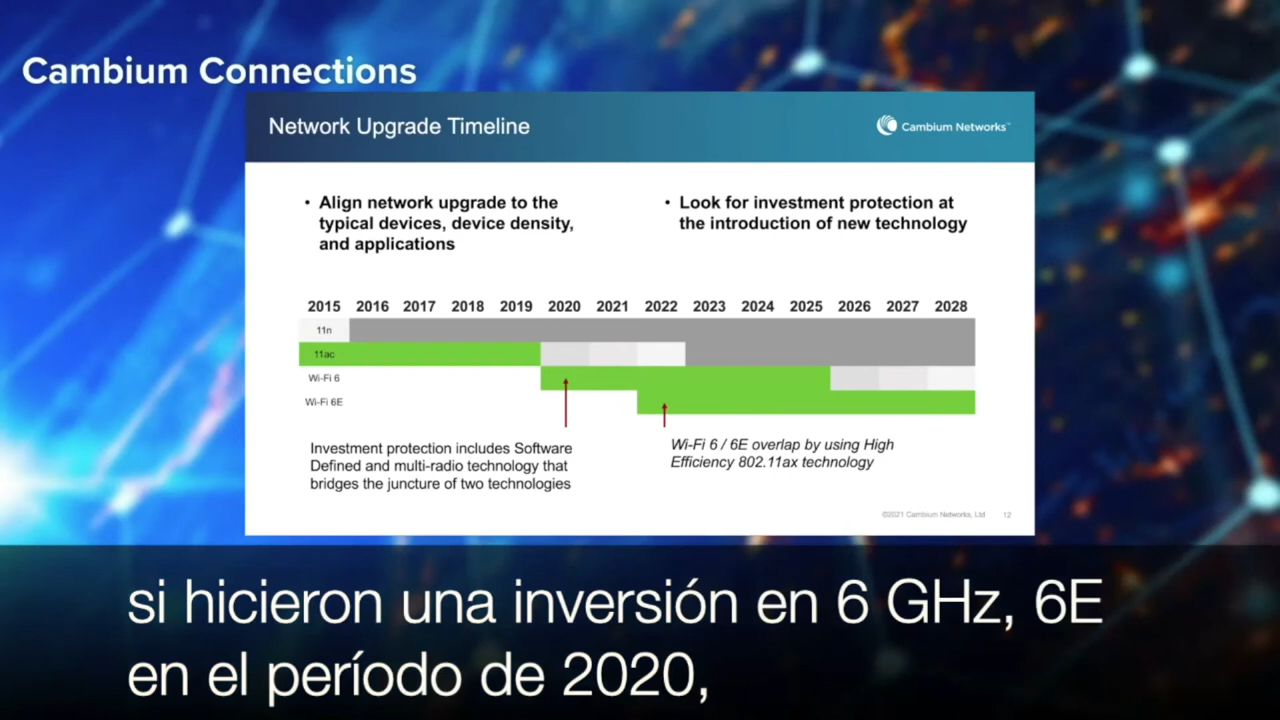 Cambium Connections
Network Upgrade Timeline
Cambium Networks™
• Align network upgrade to the
typical devices, device density,
and applications
• Look for investment protection at
the introduction of new technology
2015 2016 2017 2018 2019 2020 2021 2022 2023 2024 2025 2026 2027 2028
11n
11ac
Wi-Fi 6
Wi-Fi 6E
Investment protection includes Software
Defined and multi-radio technology that
bridges the juncture of two technologies
Wi-Fi 6 / 6E overlap by using High
Efficiency 802.11ax technology
©2021 Cambium Networks, Ltd 12
si hicieron una inversión en 6 GHz, 6E
en el período de 2020,